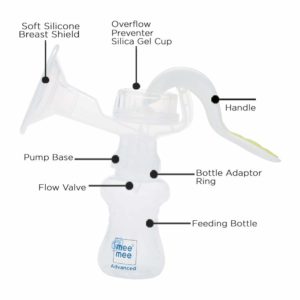 Soft Silicone
Breast Shield
Overflow
Preventer
Silica Gel Cup
Handle
Pump Base
Bottle Adaptor
Ring
Flow Valve
Feeding Bottle
mee
mee
Advanced